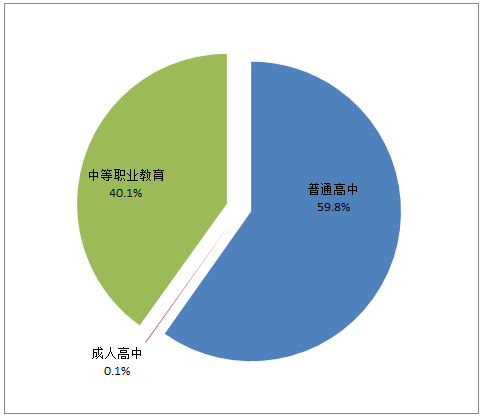 中等职业教育
40.1%
普通高中
59.8%
成人高中
0.1%